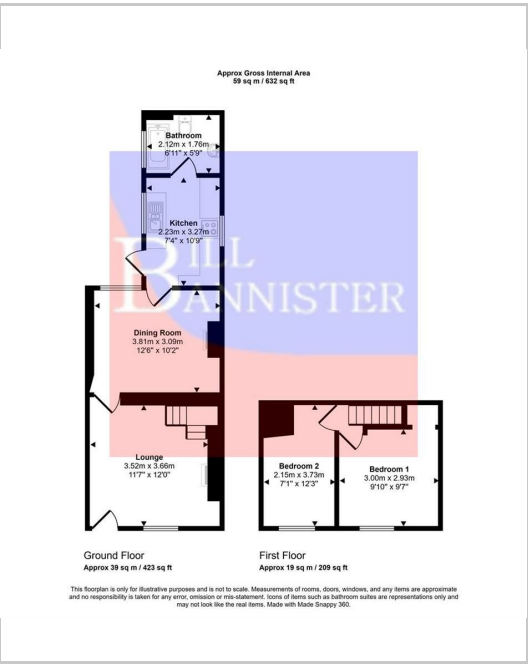 Approx Gross Internal Area
59 sq m / 632 sq ft
Bathroom
2.12m x 1.76m
6'11" x 5'9"
Kitchen
2.23m x 3.27m
7'4" x 10'9"
BILL
BANNISTER
Dining Room
3.81m x 3.09m
12'6" x 10'2"
Lounge
3.52m x 3.66m
11'7" x 12'0"
Bedroom 2
2.15m x 3.73m
7'1" x 12'3"
Bedroom 1
3.00m x 2.93m
9'10" x 9'7"
Ground Floor
Approx 39 sq m / 423 sq ft
First Floor
Approx 19 sq m / 209 sq ft
This floorplan is only for illustrative purposes and is not to scale. Measurements of rooms, doors, windows, and any items are approximate
and no responsibility is taken for any error, omission or mis-statement. Icons of items such as bathroom suites are representations only and
may not look like the real items. Made with Made Snappy 360.